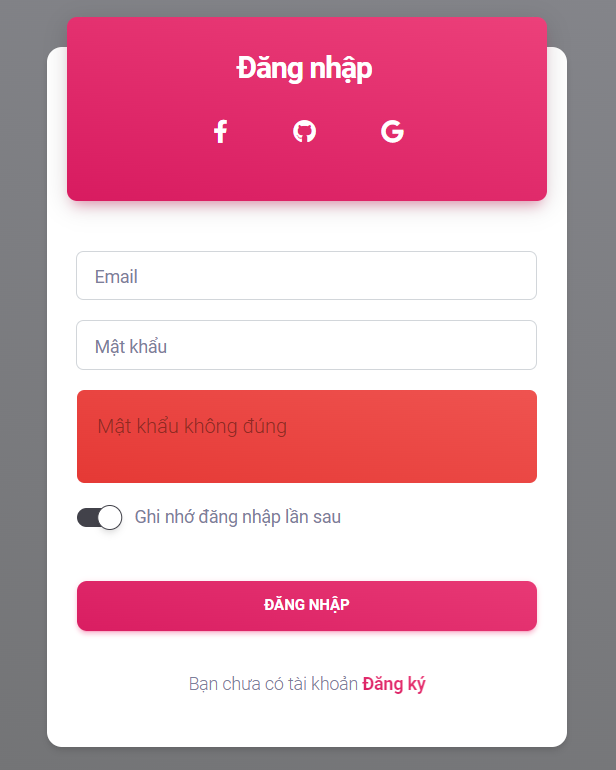 Đăng nhập
Email
Mật khẩu
Mật khẩu không đúng
Ghi nhớ đăng nhập lần sau
ĐĂNG NHẬP
Bạn chưa có tài khoản Đăng ký